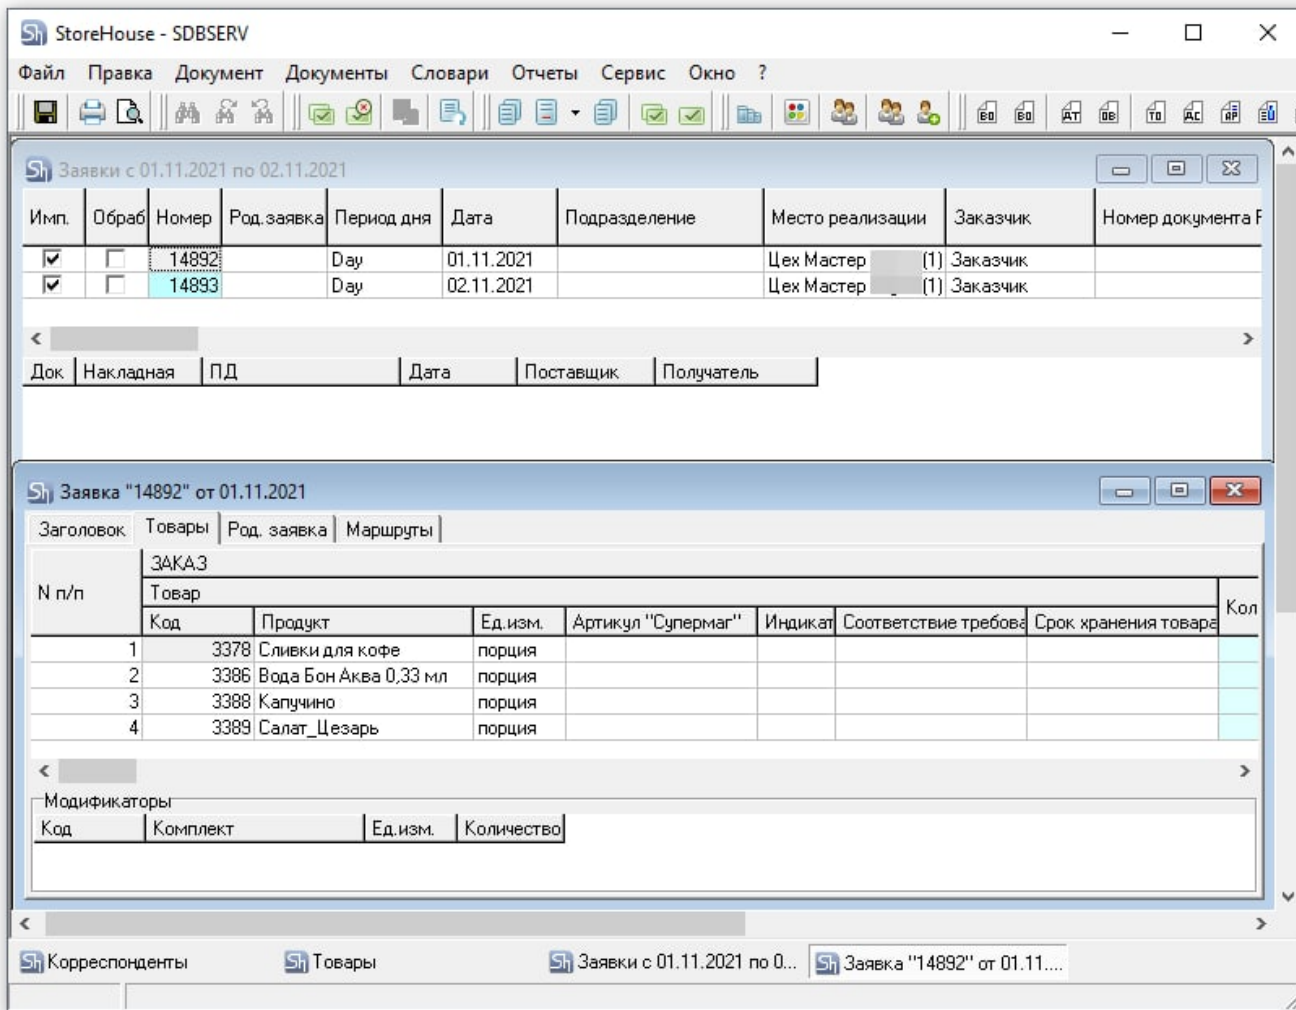 StoreHouse - SDBSERV
Файл Правка Документ Документы Словари Отчеты Сервис Окно ?
Заявки с 01.11.2021 по 02.11.2021
Имп. Обраб Номер Род.заявка Период дня Дата Подразделение Место реализации Заказчик Номер документа F
14892 Day 01.11.2021 Цех Мастер (1) Заказчик
14893 Day 02.11.2021 Цех Мастер (1) Заказчик
Док Накладная ПД Дата Поставщик Получатель
Заявка "14892" от 01.11.2021
Заголовок Товары Род. заявка Маршруты
ЗАКАЗ
N п/п Товар Кол
Код Продукт Ед.изм. Артикул "Супермаг" Индикат Соответствие требова Срок хранения товара
1 3378 Сливки для кофе порция
2 3386 Вода Бон Аква 0,33 мл порция
3 3388 Капучино порция
4 3389 Салат_Цезарь порция
Модификаторы
Код Комплект Ед.изм. Количество
Корреспонденты Товары Заявки с 01.11.2021 по 0... Заявка "14892" от 01.11....